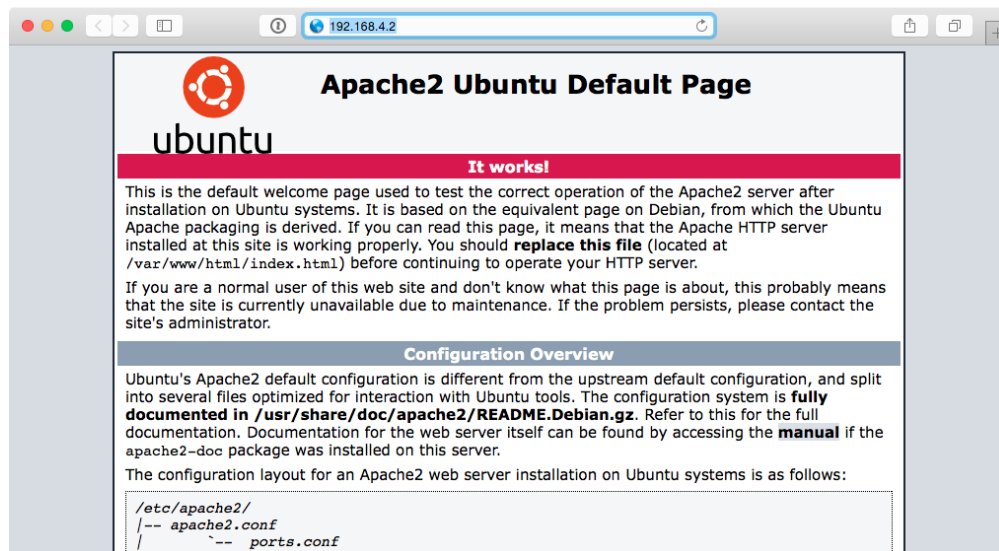 192.168.4.2
Apache2 Ubuntu Default Page
ubuntu
It works!
This is the default welcome page used to test the correct operation of the Apache2 server after
installation on Ubuntu systems. It is based on the equivalent page on Debian, from which the Ubuntu
Apache packaging is derived. If you can read this page, it means that the Apache HTTP server
installed at this site is working properly. You should replace this file (located at
/var/www/html/index.html) before continuing to operate your HTTP server.
If you are a normal user of this web site and don't know what this page is about, this probably means
that the site is currently unavailable due to maintenance. If the problem persists, please contact the
site's administrator.
Configuration Overview
Ubuntu's Apache2 default configuration is different from the upstream default configuration, and split
into several files optimized for interaction with Ubuntu tools. The configuration system is fully
documented in /usr/share/doc/apache2/README.Debian.gz. Refer to this for the full
documentation. Documentation for the web server itself can be found by accessing the manual if the
apache2-doc package was installed on this server.
The configuration layout for an Apache2 web server installation on Ubuntu systems is as follows:
/etc/apache2/
|-- apache2.conf
|       `--  ports.conf